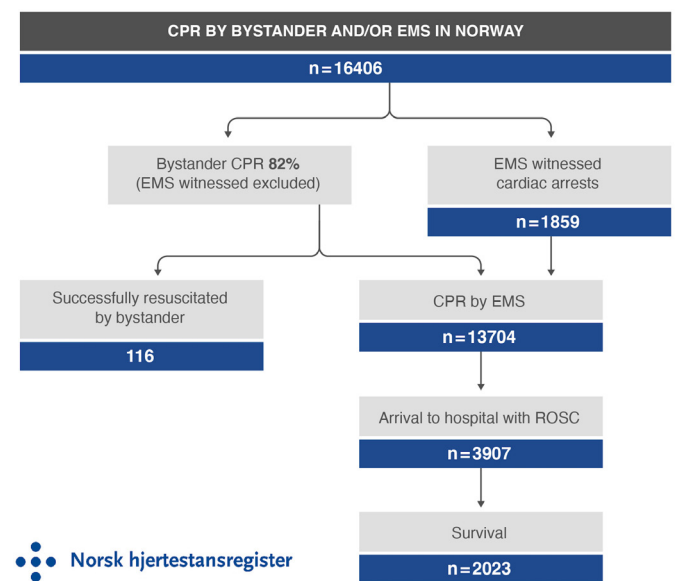 CPR BY BYSTANDER AND/OR EMS IN NORWAY
n=16406
Bystander CPR 82%
(EMS witnessed excluded)
EMS witnessed
cardiac arrests
n=1859
Successfully resuscitated
by bystander
116
CPR by EMS
n=13704
Arrival to hospital with ROSC
n=3907
Survival
n=2023
Norsk hjertestansregister